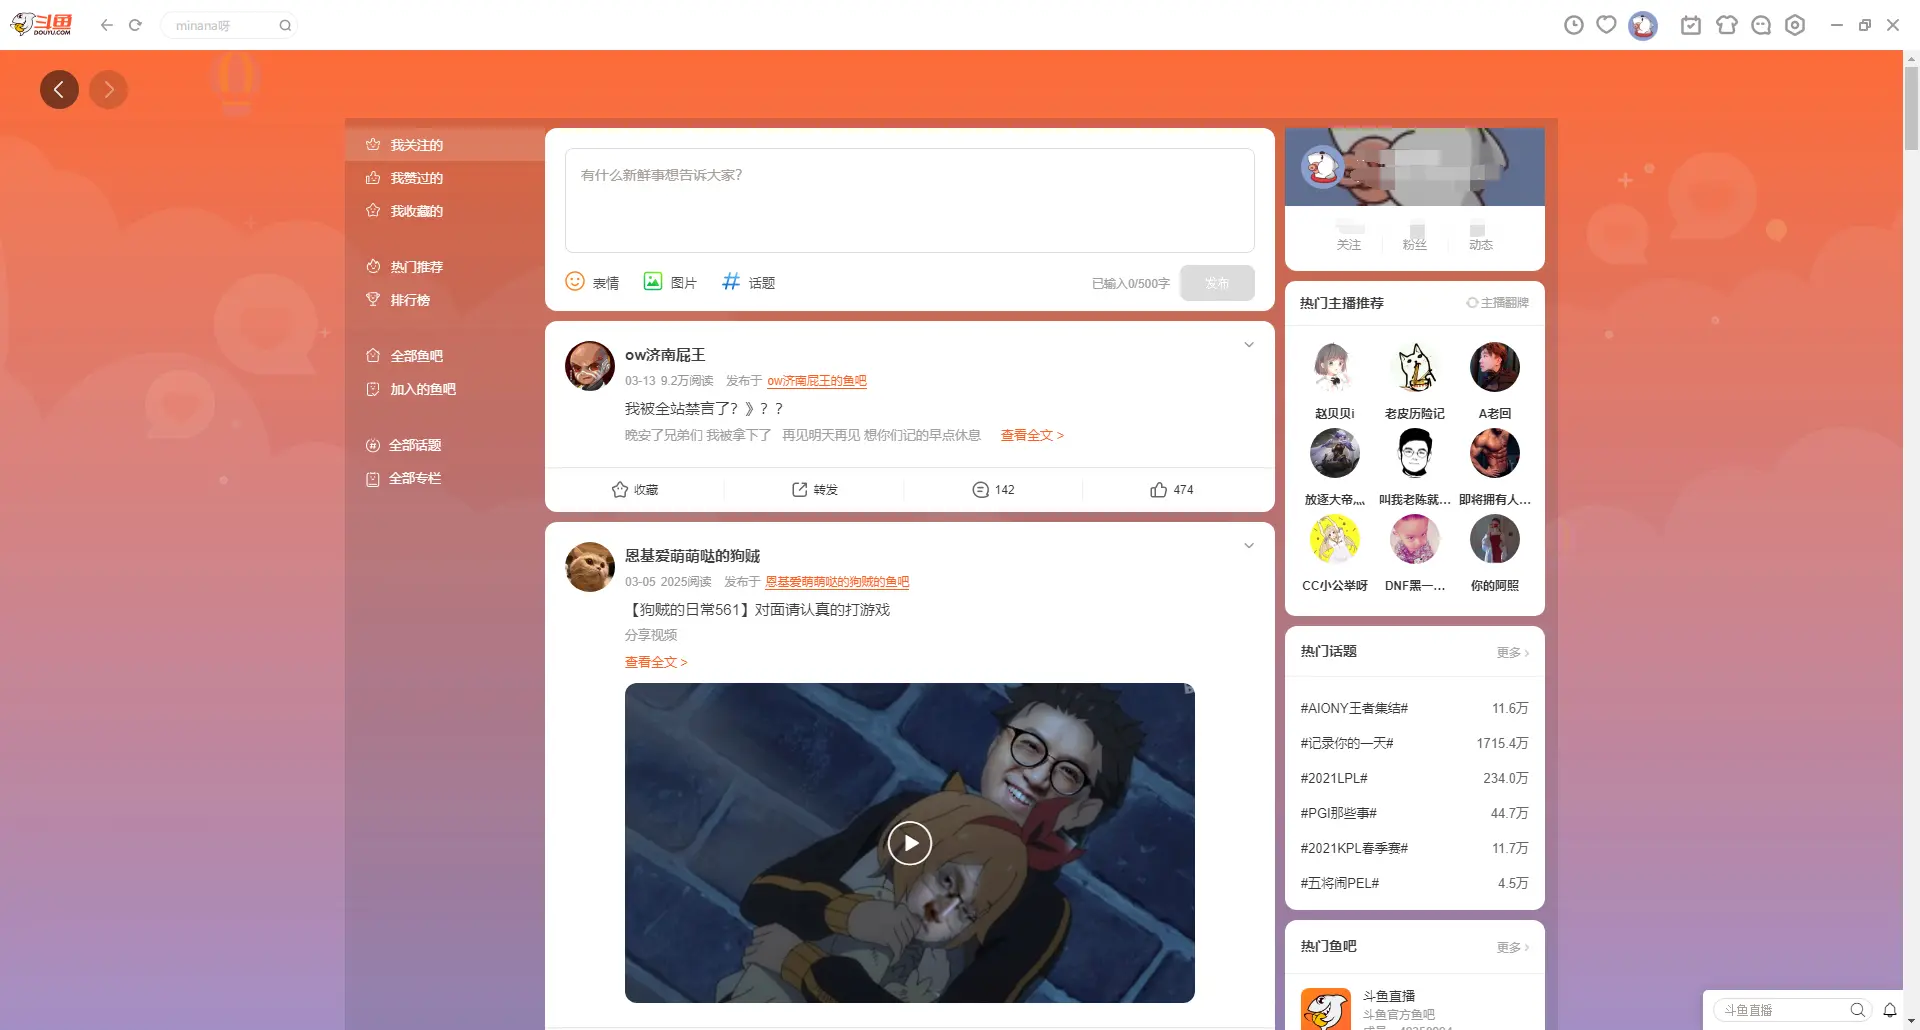 斗鱼
DOUYU.COM
minana呀
我关注的
我赞过的
我收藏的
热门推荐
排行榜
全部鱼吧
加入的鱼吧
全部话题
全部专栏
有什么新鲜事想告诉大家?
表情
图片
话题
已输入0/500字
发布
ow济南屁王
03-13 9.2万阅读 发布于 ow济南屁王的鱼吧
我被全站禁言了？》？？
晚安了兄弟们 我被拿下了 再见明天再见 想你们记的早点休息 查看全文 >
收藏
转发
142
474
恩基爱萌萌哒的狗贼
03-05 2025阅读 发布于 恩基爱萌萌哒的狗贼的鱼吧
【狗贼的日常561】对面请认真的打游戏
分享视频
查看全文 >
关注
粉丝
动态
热门主播推荐
主播翻牌
赵贝贝i
老皮历险记
A老回
放逐大帝灬
叫我老陈就...
即将拥有人...
CC小公举呀
DNF黑一...
你的阿照
热门话题
更多
#AIONY王者集结# 11.6万
#记录你的一天# 1715.4万
#2021LPL# 234.0万
#PGI那些事# 44.7万
#2021KPL春季赛# 11.7万
#五将闹PEL# 4.5万
热门鱼吧
更多
斗鱼直播
斗鱼官方鱼吧
斗鱼直播